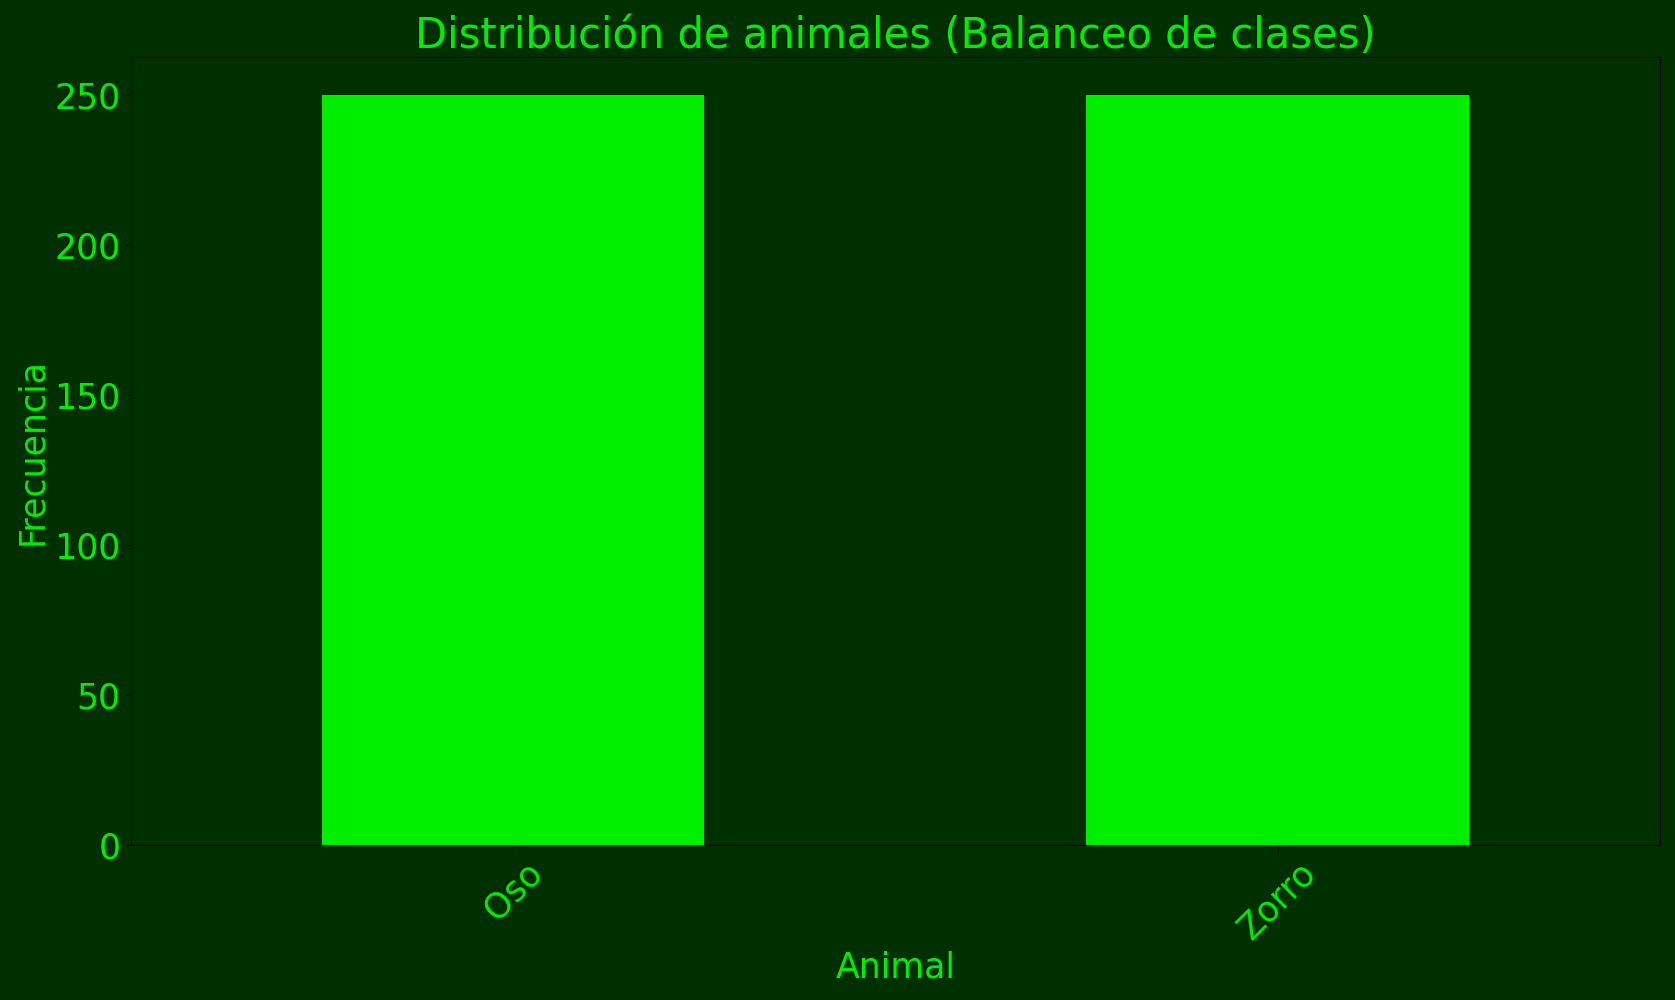 Distribución de animales (Balanceo de clases)
Frecuencia
250
200
150
100
50
0
Oso
Zorro
Animal